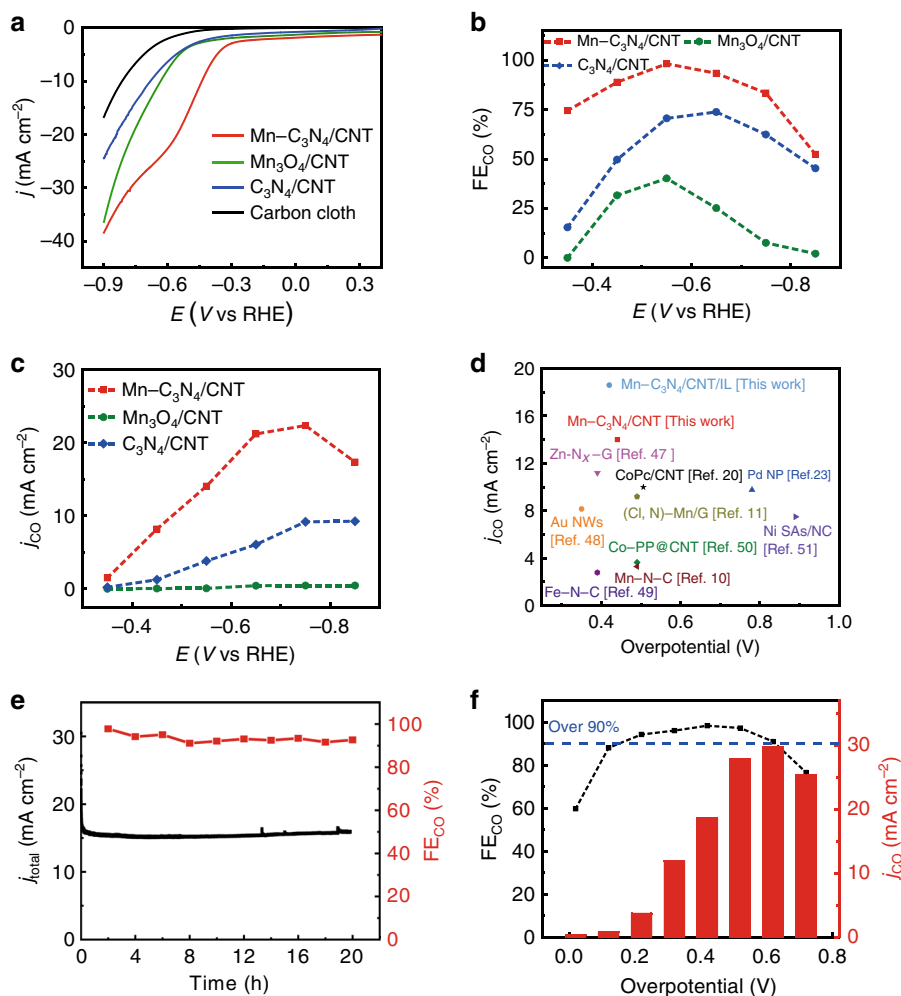 a
0
−10
−20
−30
−40
j (mA cm⁻²)
Mn–C₃N₄/CNT
Mn₃O₄/CNT
C₃N₄/CNT
Carbon cloth
−0.9
−0.6
−0.3
0.0
0.4
E (V vs RHE)
b
Mn–C₃N₄/CNT
Mn₃O₄/CNT
C₃N₄/CNT
100
75
50
25
0
FE_CO (%)
−0.4
−0.6
−0.8
E (V vs RHE)
c
30
20
10
0
j_CO (mA cm⁻²)
Mn–C₃N₄/CNT
Mn₃O₄/CNT
C₃N₄/CNT
−0.4
−0.6
−0.8
E (V vs RHE)
d
20
16
12
8
4
0
j_CO (mA cm⁻²)
Mn–C₃N₄/CNT/IL [This work]
Mn–C₃N₄/CNT [This work]
Zn-N_X–G [Ref. 47 ]
CoPc/CNT [Ref. 20]
Pd NP [Ref.23]
(Cl, N)–Mn/G [Ref. 11]
Au NWs
[Ref. 48]
Ni SAs/NC
[Ref. 51]
Co–PP@CNT [Ref. 50]
Mn–N–C [Ref. 10]
Fe–N–C [Ref. 49]
0.4
0.6
0.8
1.0
Overpotential (V)
e
30
15
0
j_total (mA cm⁻²)
100
80
60
40
20
0
FE_CO (%)
0
4
8
12
16
20
Time (h)
f
Over 90%
100
80
60
40
20
0
FE_CO (%)
30
20
10
0
j_CO (mA cm⁻²)
0.0
0.2
0.4
0.6
0.8
Overpotential (V)